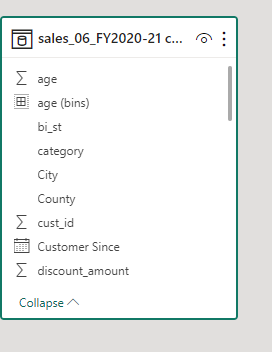 sales_06_FY2020-21 c...
age
age (bins)
bi_st
category
City
County
cust_id
Customer Since
discount_amount
Collapse